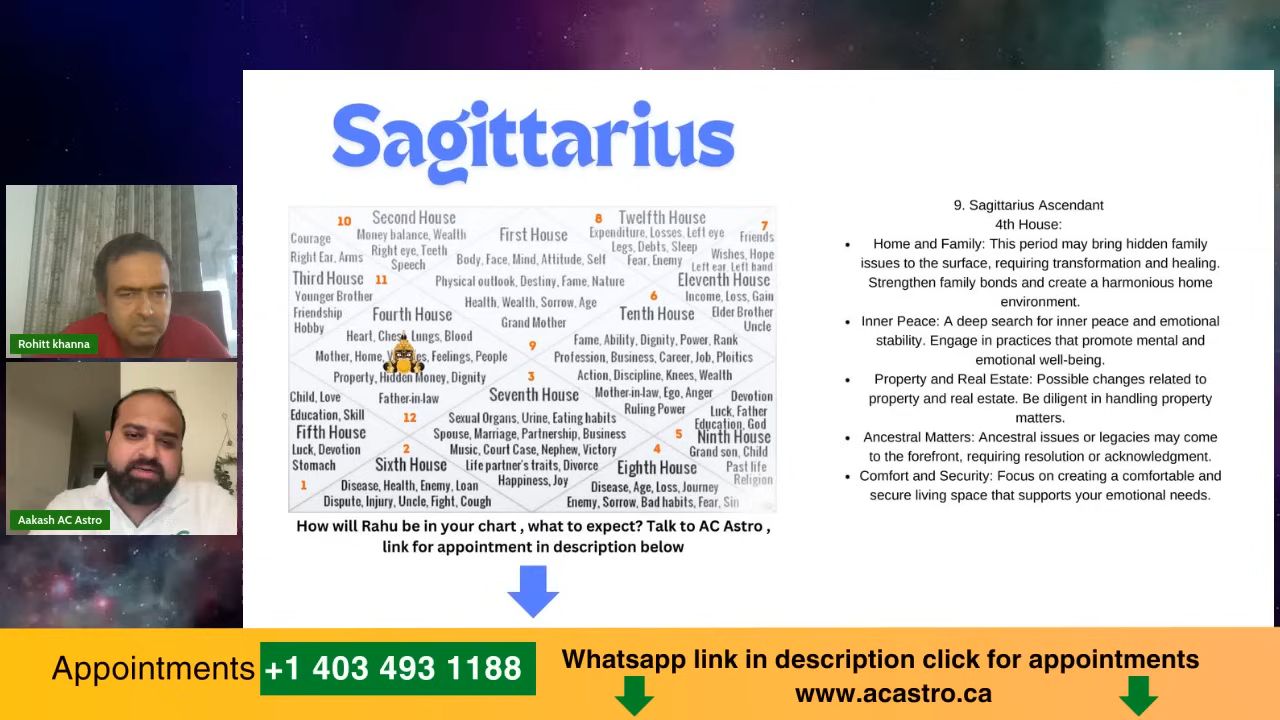 Sagittarius
10 Second House
Money balance, Wealth
Right eye, Teeth
Speech
Courage
Right Ear, Arms
Third House 11
Younger Brother
Friendship
Hobby
First House
Body, Face, Mind, Attitude, Self
Physical outlook, Destiny, Fame, Nature
Health, Wealth, Sorrow, Age
Grand Mother
8 Twelfth House
Expenditure, Losses, Left eye
Legs, Debts, Sleep
Fear, Enemy
7
Friends
Wishes, Hope
Left ear, Left hand
Eleventh House
6 Income, Loss, Gain
Elder Brother
Uncle
Fourth House
Heart, Chest, Lungs, Blood
Mother, Home, Feelings, People
Property, Hidden Money, Dignity
Father-in-law
9
3
Tenth House
Fame, Ability, Dignity, Power, Rank
Profession, Business, Career, Job, Ploitics
Action, Discipline, Knees, Wealth
Mother-in-law, Ego, Anger
Ruling Power
Child, Love
Education, Skill
12
Fifth House
Luck, Devotion
Stomach
1
Seventh House
Sexual Organs, Urine, Eating habits
Spouse, Marriage, Partnership, Business
Music, Court Case, Nephew, Victory
Life partner's traits, Divorce
Happiness, Joy
Devotion
Luck, Father
Education, God
5 Ninth House
Grand son, Child
Past life
Religion
2
Sixth House
Disease, Health, Enemy, Loan
Dispute, Injury, Uncle, Fight, Cough
4
Eighth House
Disease, Age, Loss, Journey
Enemy, Sorrow, Bad habits, Fear, Sin
How will Rahu be in your chart , what to expect? Talk to AC Astro ,
link for appointment in description below
9. Sagittarius Ascendant
4th House:
• Home and Family: This period may bring hidden family
issues to the surface, requiring transformation and healing.
Strengthen family bonds and create a harmonious home
environment.
• Inner Peace: A deep search for inner peace and emotional
stability. Engage in practices that promote mental and
emotional well-being.
• Property and Real Estate: Possible changes related to
property and real estate. Be diligent in handling property
matters.
• Ancestral Matters: Ancestral issues or legacies may come
to the forefront, requiring resolution or acknowledgment.
• Comfort and Security: Focus on creating a comfortable and
secure living space that supports your emotional needs.
Rohitt khanna
Aakash AC Astro
Appointments +1 403 493 1188
Whatsapp link in description click for appointments
www.acastro.ca